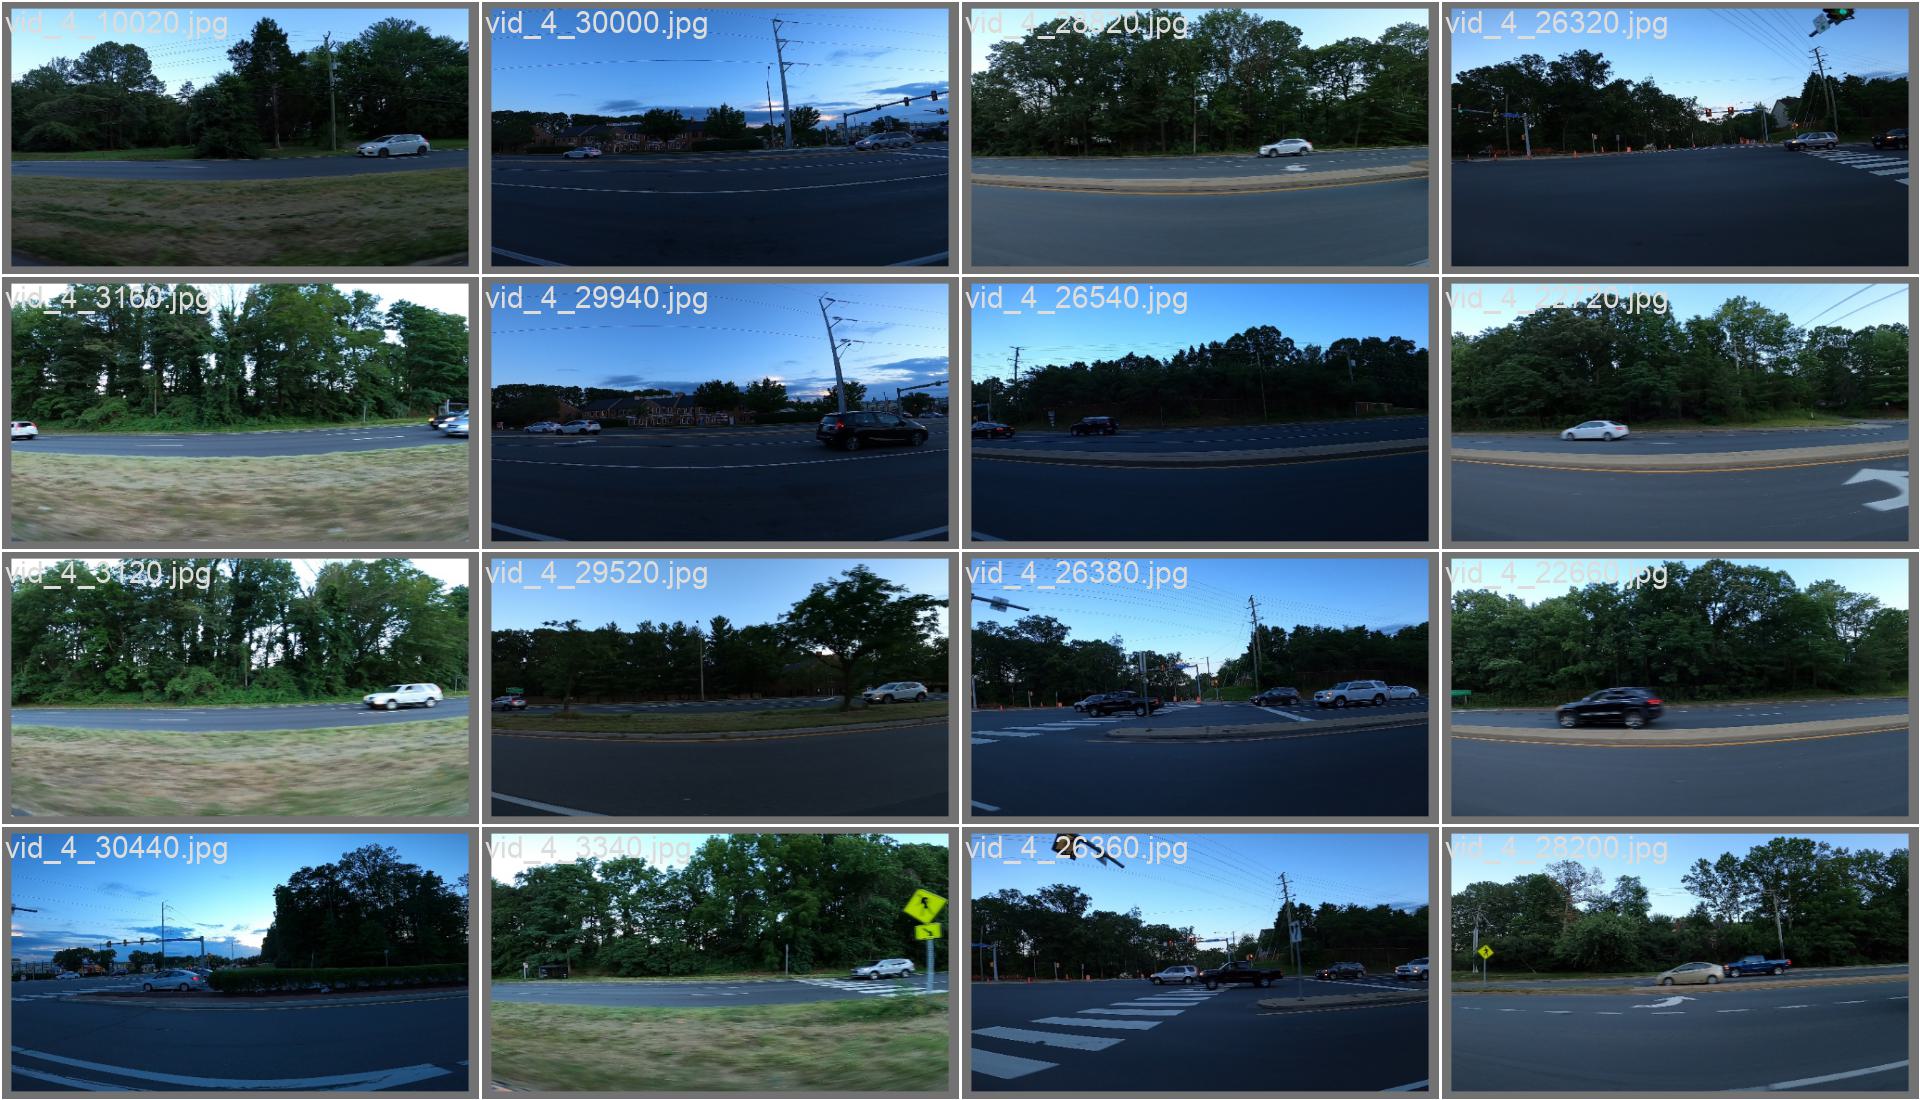 vid_4_10020.jpg
vid_4_30000.jpg
vid_4_28820.jpg
vid_4_26320.jpg
vid_4_3160.jpg
vid_4_29940.jpg
vid_4_26540.jpg
vid_4_22720.jpg
vid_4_3120.jpg
vid_4_29520.jpg
vid_4_26380.jpg
vid_4_22660.jpg
vid_4_30440.jpg
vid_4_3340.jpg
vid_4_26360.jpg
vid_4_28200.jpg